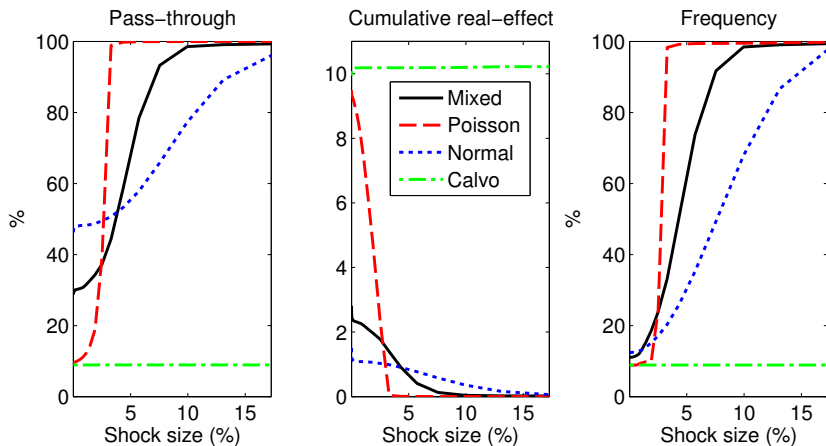 Pass−through
Cumulative real−effect
Frequency
100
80
60
40
20
0
%
5
10
15
Shock size (%)
10
8
6
4
2
0
Mixed
Poisson
Normal
Calvo
5
10
15
Shock size (%)
100
80
60
40
20
0
%
5
10
15
Shock size (%)